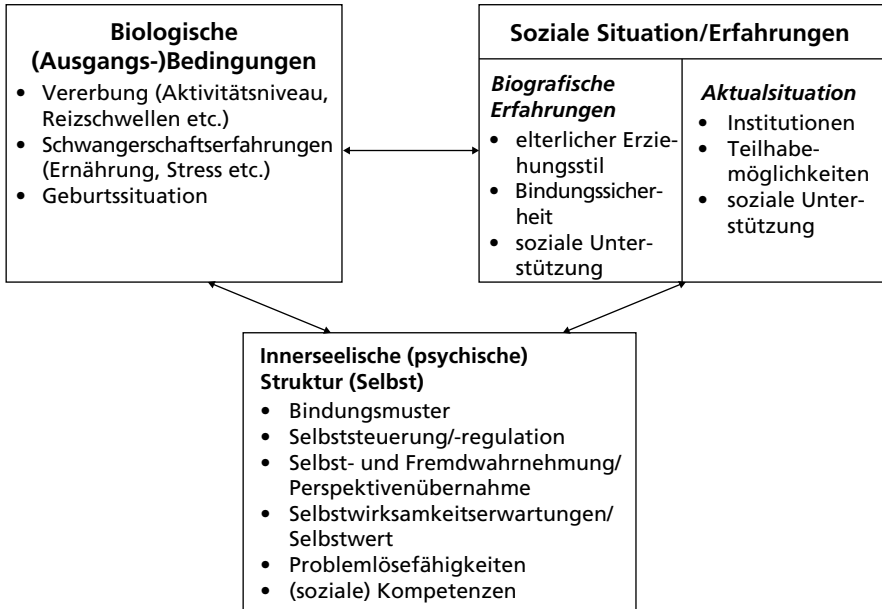 Biologische
(Ausgangs-)Bedingungen
• Vererbung (Aktivitätsniveau,
Reizschwellen etc.)
• Schwangerschaftserfahrungen
(Ernährung, Stress etc.)
• Geburtssituation
Soziale Situation/Erfahrungen
Biografische
Erfahrungen
• elterlicher Erzie-
hungsstil
• Bindungssicher-
heit
• soziale Unter-
stützung
Aktualsituation
• Institutionen
• Teilhabe-
möglichkeiten
• soziale Unter-
stützung
Innerseelische (psychische)
Struktur (Selbst)
• Bindungsmuster
• Selbststeuerung/-regulation
• Selbst- und Fremdwahrnehmung/
Perspektivenübernahme
• Selbstwirksamkeitserwartungen/
Selbstwert
• Problemlösefähigkeiten
• (soziale) Kompetenzen